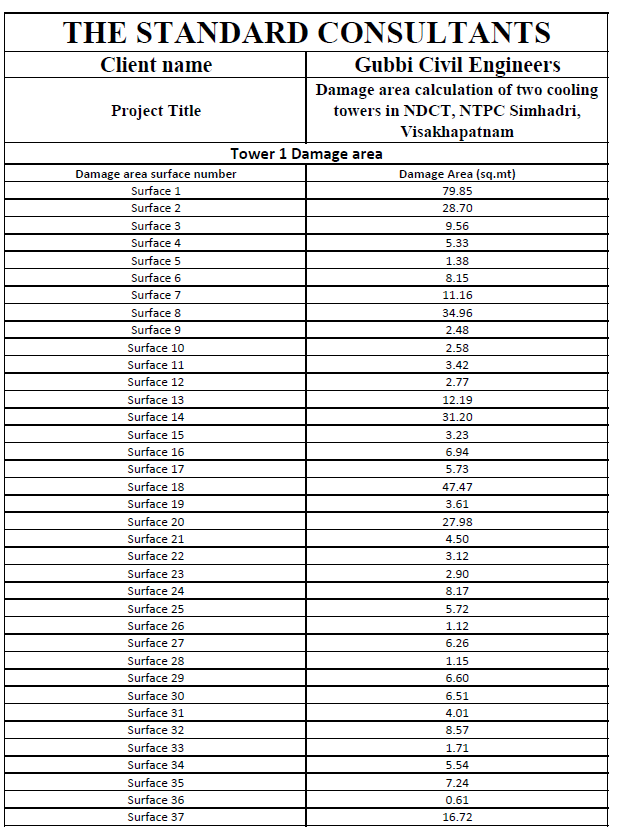 THE STANDARD CONSULTANTS
Client name Gubbi Civil Engineers
Project Title Damage area calculation of two cooling
towers in NDCT, NTPC Simhadri,
Visakhapatnam
Tower 1 Damage area
Damage area surface number Damage Area (sq.mt)
Surface 1 79.85
Surface 2 28.70
Surface 3 9.56
Surface 4 5.33
Surface 5 1.38
Surface 6 8.15
Surface 7 11.16
Surface 8 34.96
Surface 9 2.48
Surface 10 2.58
Surface 11 3.42
Surface 12 2.77
Surface 13 12.19
Surface 14 31.20
Surface 15 3.23
Surface 16 6.94
Surface 17 5.73
Surface 18 47.47
Surface 19 3.61
Surface 20 27.98
Surface 21 4.50
Surface 22 3.12
Surface 23 2.90
Surface 24 8.17
Surface 25 5.72
Surface 26 1.12
Surface 27 6.26
Surface 28 1.15
Surface 29 6.60
Surface 30 6.51
Surface 31 4.01
Surface 32 8.57
Surface 33 1.71
Surface 34 5.54
Surface 35 7.24
Surface 36 0.61
Surface 37 16.72